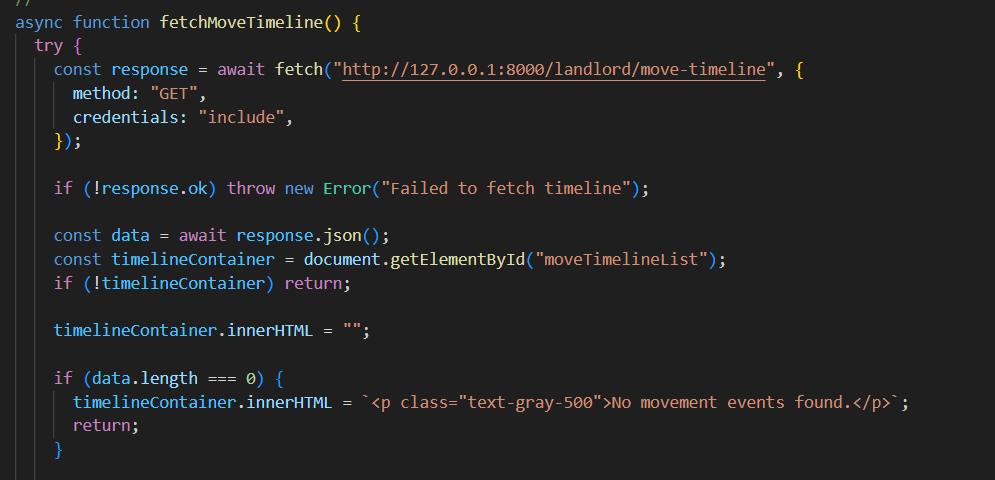 //
async function fetchMoveTimeline() {
try {
const response = await fetch("http://127.0.0.1:8000/landlord/move-timeline", {
method: "GET",
credentials: "include",
});
if (!response.ok) throw new Error("Failed to fetch timeline");
const data = await response.json();
const timelineContainer = document.getElementById("moveTimelineList");
if (!timelineContainer) return;
timelineContainer.innerHTML = "";
if (data.length === 0) {
timelineContainer.innerHTML = `<p class="text-gray-500">No movement events found.</p>`;
return;
}